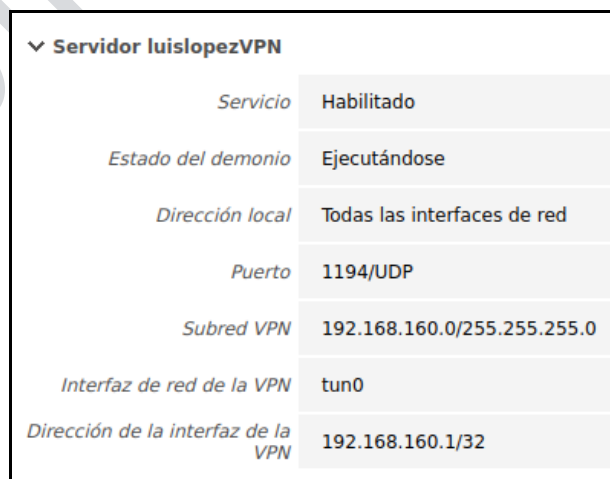 Servidor luislopezVPN
Servicio Habilitado
Estado del demonio Ejecutándose
Dirección local Todas las interfaces de red
Puerto 1194/UDP
Subred VPN 192.168.160.0/255.255.255.0
Interfaz de red de la VPN tun0
Dirección de la interfaz de la
VPN 192.168.160.1/32